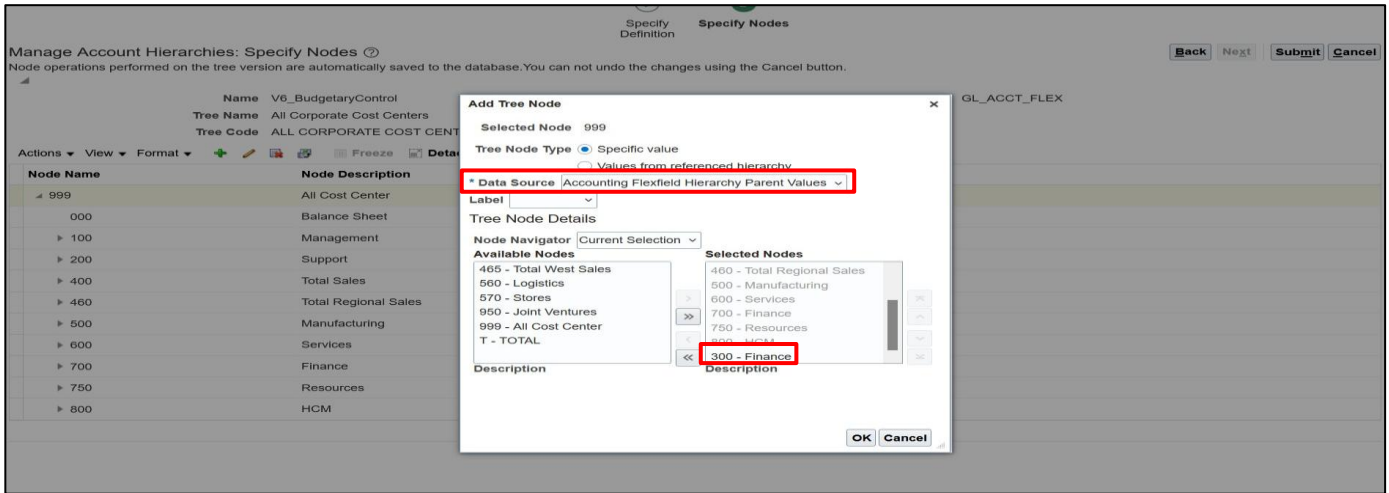 Specify Definition
Specify Nodes
Manage Account Hierarchies: Specify Nodes
Back Next Submit Cancel
Node operations performed on the tree version are automatically saved to the database.You can not undo the changes using the Cancel button.
Name V6_BudgetaryControl
GL_ACCT_FLEX
Tree Name All Corporate Cost Centers
Tree Code ALL CORPORATE COST CENT
Actions View Format Freeze Detac
Node Name Node Description
999 All Cost Center
000 Balance Sheet
100 Management
200 Support
400 Total Sales
460 Total Regional Sales
500 Manufacturing
600 Services
700 Finance
750 Resources
800 HCM
Add Tree Node
Selected Node 999
Tree Node Type Specific value
Values from referenced hierarchy
* Data Source Accounting Flexfield Hierarchy Parent Values
Label
Tree Node Details
Node Navigator Current Selection
Available Nodes
465 - Total West Sales
560 - Logistics
570 - Stores
950 - Joint Ventures
999 - All Cost Center
T - TOTAL
Description
Selected Nodes
460 - Total Regional Sales
500 - Manufacturing
600 - Services
700 - Finance
750 - Resources
800 - HCM
300 - Finance
Description
OK Cancel